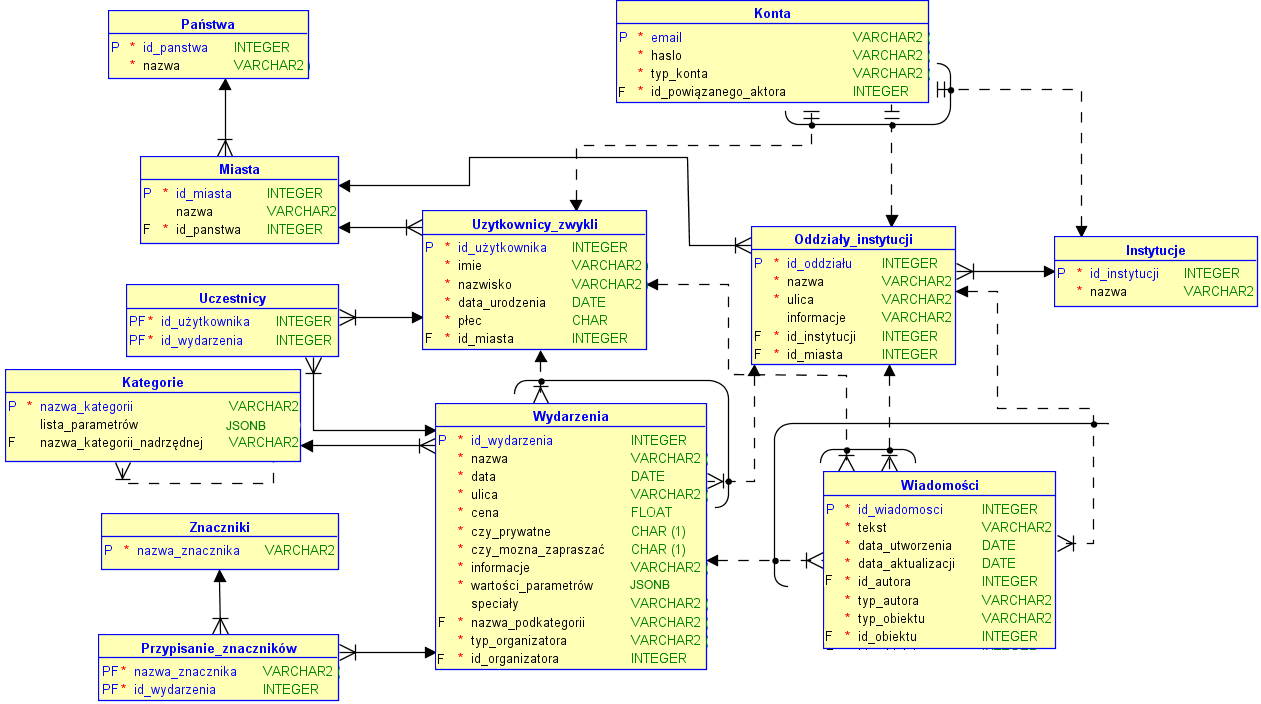 Państwa
P * id_panstwa INTEGER
* nazwa VARCHAR2
Konta
P * email VARCHAR2
* haslo VARCHAR2
* typ_konta VARCHAR2
F * id_powiązanego_aktora INTEGER
Miasta
P * id_miasta INTEGER
nazwa VARCHAR2
F * id_panstwa INTEGER
Uzytkownicy_zwykli
P * id_użytkownika INTEGER
* imie VARCHAR2
* nazwisko VARCHAR2
* data_urodzenia DATE
* płec CHAR
F * id_miasta INTEGER
Oddziały_instytucji
P * id_oddziału INTEGER
* nazwa VARCHAR2
* ulica VARCHAR2
informacje VARCHAR2
F * id_instytucji INTEGER
F * id_miasta INTEGER
Instytucje
P * id_instytucji INTEGER
* nazwa VARCHAR2
Uczestnicy
PF * id_użytkownika INTEGER
PF * id_wydarzenia INTEGER
Kategorie
P * nazwa_kategorii VARCHAR2
lista_parametrów JSONB
F nazwa_kategorii_nadrzędnej VARCHAR2
Wydarzenia
P * id_wydarzenia INTEGER
* nazwa VARCHAR2
* data DATE
* ulica VARCHAR2
* cena FLOAT
* czy_prywatne CHAR (1)
* czy_mozna_zapraszać CHAR (1)
* informacje VARCHAR2
* wartości_parametrów JSONB
speciały VARCHAR2
F * nazwa_podkategorii VARCHAR2
* typ_organizatora VARCHAR2
F * id_organizatora INTEGER
Wiadomości
P * id_wiadomosci INTEGER
* tekst VARCHAR2
* data_utworzenia DATE
* data_aktualizacji DATE
F * id_autora INTEGER
* typ_autora VARCHAR2
* typ_obiektu VARCHAR2
F * id_obiektu INTEGER
Znaczniki
P * nazwa_znacznika VARCHAR2
Przypisanie_znaczników
PF * nazwa_znacznika VARCHAR2
PF * id_wydarzenia INTEGER